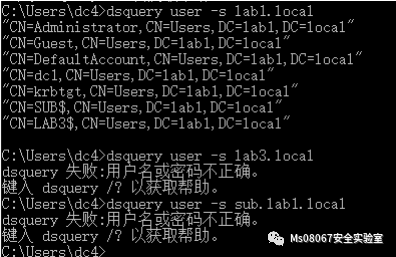 C:\Users\dc4>dsquery user -s lab1.local
"CN=Administrator,CN=Users,DC=lab1,DC=local"
"CN=Guest,CN=Users,DC=lab1,DC=local"
"CN=DefaultAccount,CN=Users,DC=lab1,DC=local"
"CN=dc1,CN=Users,DC=lab1,DC=local"
"CN=krbtgt,CN=Users,DC=lab1,DC=local"
"CN=SUB$,CN=Users,DC=lab1,DC=local"
"CN=LAB3$,CN=Users,DC=lab1,DC=local"
C:\Users\dc4>dsquery user -s lab3.local
dsquery 失败:用户名或密码不正确。
键入 dsquery /? 以获取帮助。
C:\Users\dc4>dsquery user -s sub.lab1.local
dsquery 失败:用户名或密码不正确。
键入 dsquery /? 以获取帮助。
C:\Users\dc4>
Ms08067安全实验室